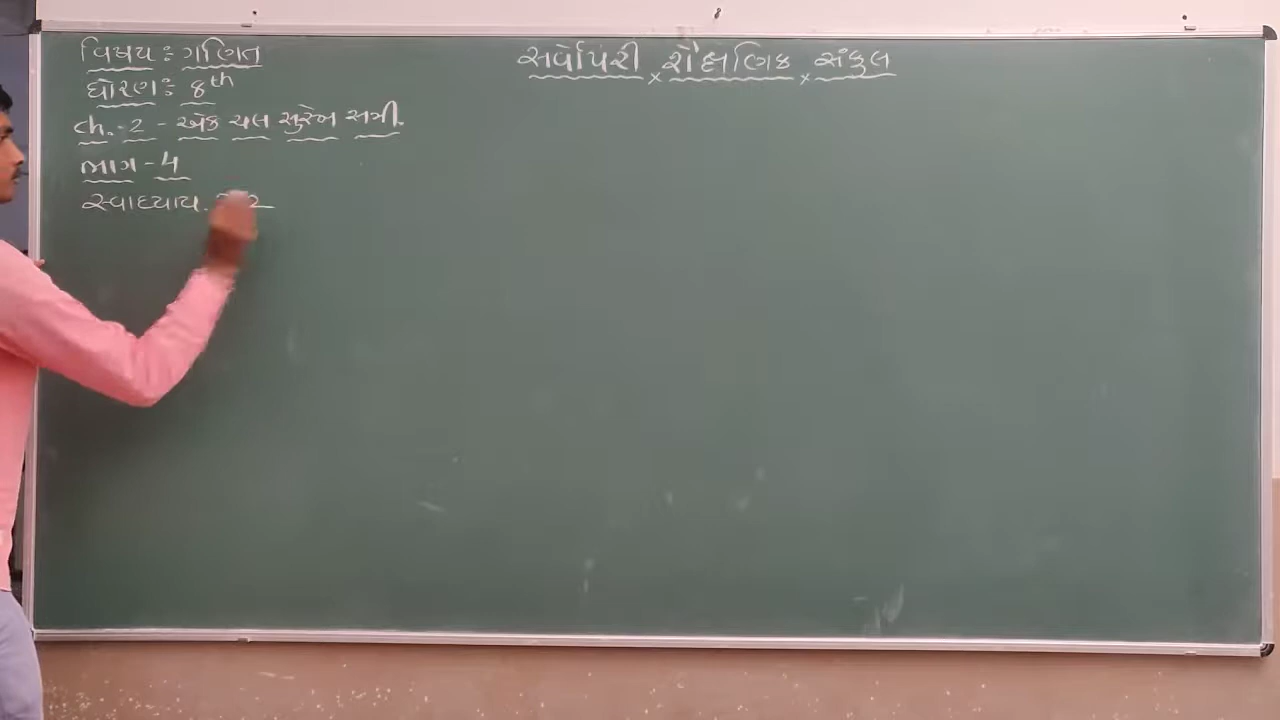 સર્વોપરી શૈક્ષણિક સંકુલ
વિષય : ગણિત
ધોરણ : 8th
ch. - 2 - એક ચલ સુરેખ સમી.
ભાગ - 4
સ્વાધ્યાય.